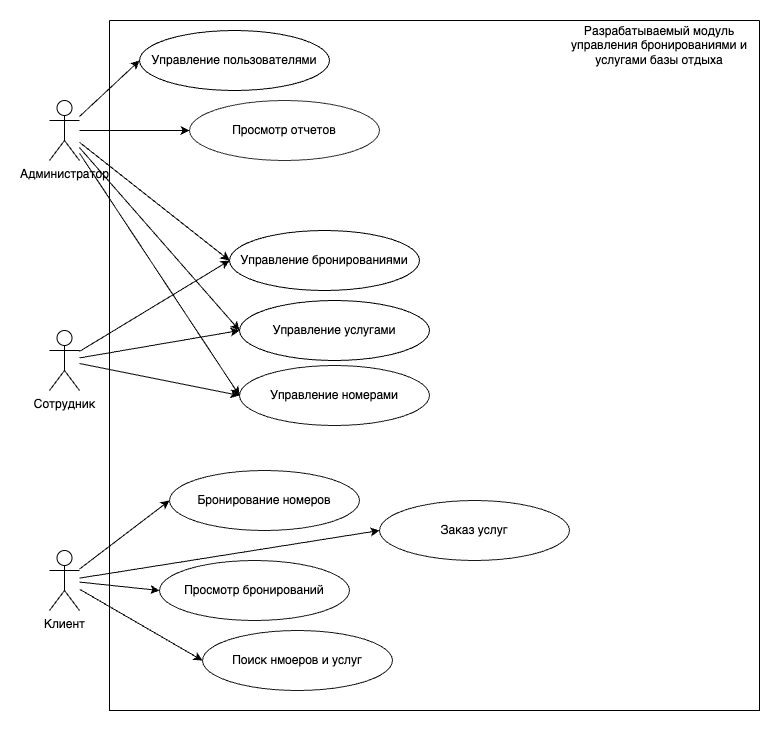 Разрабатываемый модуль
управления бронированиями и
услугами базы отдыха
Управление пользователями
Просмотр отчетов
Администратор
Управление бронированиями
Управление услугами
Управление номерами
Сотрудник
Бронирование номеров
Заказ услуг
Просмотр бронирований
Клиент
Поиск нмоеров и услуг